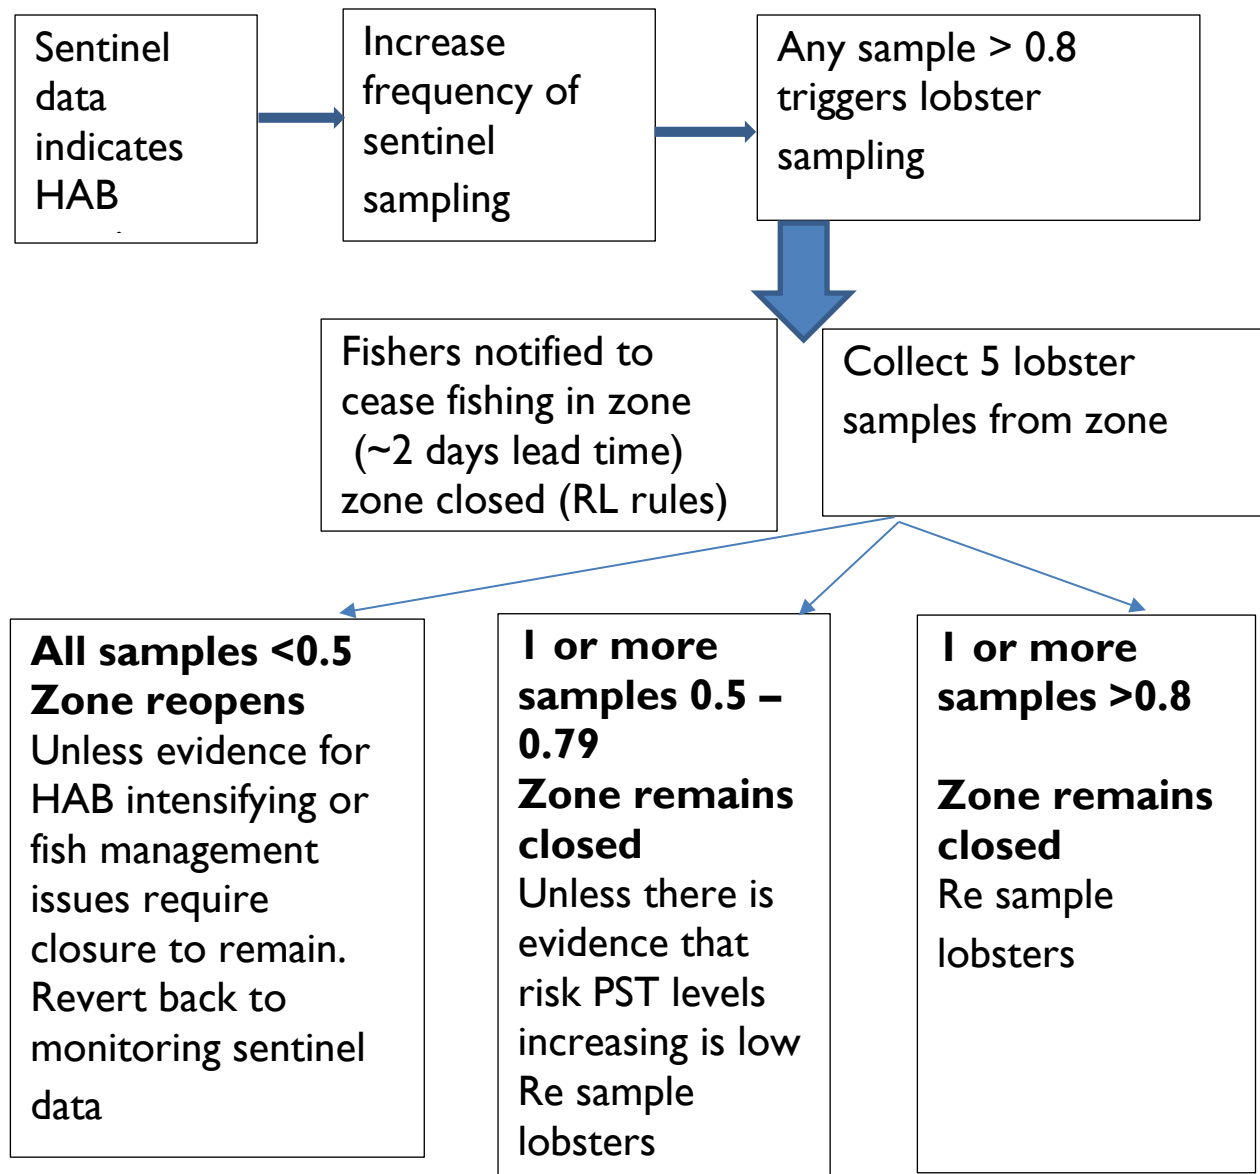 Sentinel
data
indicates
HAB
Increase
frequency of
sentinel
sampling
Any sample > 0.8
triggers lobster
sampling
Fishers notified to
cease fishing in zone
(~2 days lead time)
zone closed (RL rules)
Collect 5 lobster
samples from zone
All samples <0.5
Zone reopens
Unless evidence for
HAB intensifying or
fish management
issues require
closure to remain.
Revert back to
monitoring sentinel
data
1 or more
samples 0.5 –
0.79
Zone remains
closed
Unless there is
evidence that
risk PST levels
increasing is low
Re sample
lobsters
1 or more
samples >0.8
Zone remains
closed
Re sample
lobsters